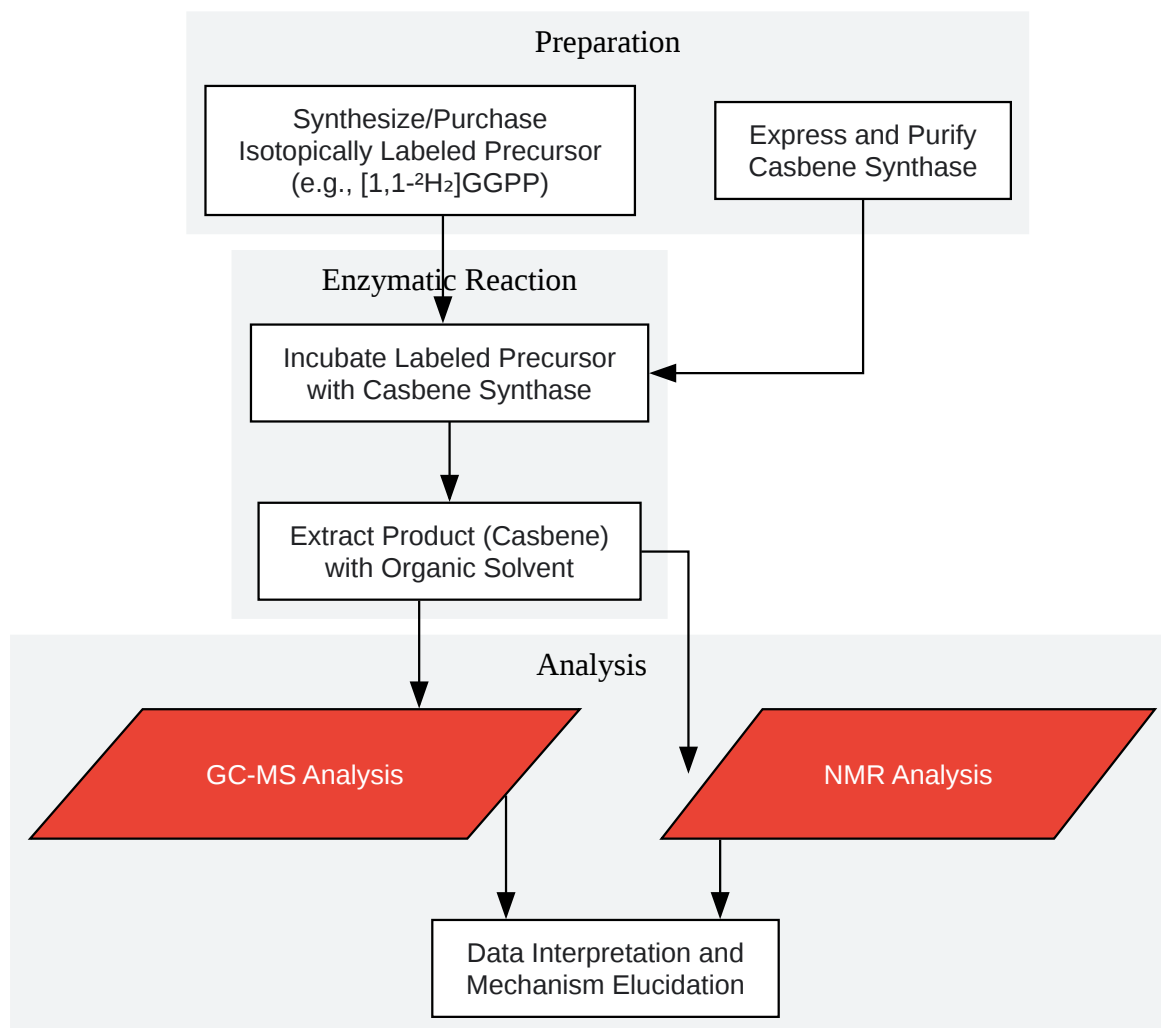 Preparation
Synthesize/Purchase
Isotopically Labeled Precursor
(e.g., [1,1-²H₂]GGPP)
Express and Purify
Casbene Synthase
Enzymatic Reaction
Incubate Labeled Precursor
with Casbene Synthase
Extract Product (Casbene)
with Organic Solvent
Analysis
GC-MS Analysis
NMR Analysis
Data Interpretation and
Mechanism Elucidation